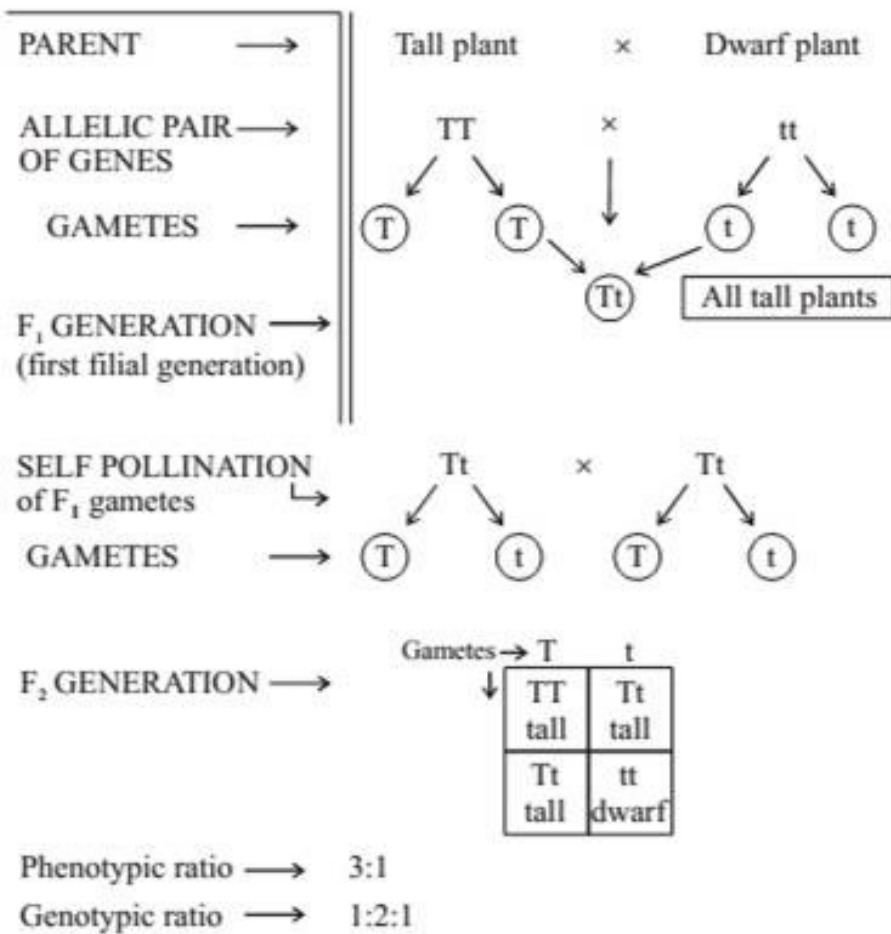 PARENT → Tall plant × Dwarf plant
ALLELIC PAIR → TT × tt
OF GENES
GAMETES → T T t t
Tt All tall plants
F₁ GENERATION →
(first filial generation)
SELF POLLINATION Tt × Tt
of F₁ gametes
GAMETES → T t T t
Gametes → T t
F₂ GENERATION → TT Tt
tall tall
Tt tt
tall dwarf
Phenotypic ratio → 3:1
Genotypic ratio → 1:2:1